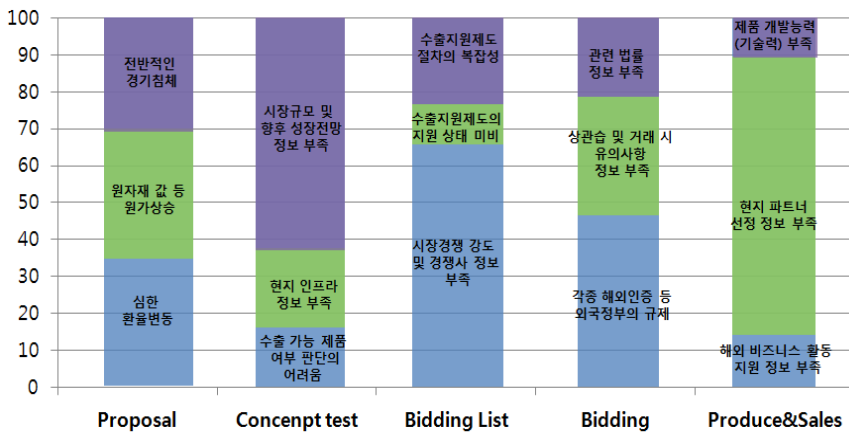 100
90
80
70
60
50
40
30
20
10
0
전반적인
경기침체
원자재 값 등
원가상승
심한
환율변동
시장규모 및
향후 성장전망
정보 부족
현지 인프라
정보 부족
수출 가능 제품
여부 판단의
어려움
수출지원제도
절차의 복잡성
수출지원제도의
지원 상태 미비
시장경쟁 강도
및 경쟁사 정보
부족
관련 법률
정보 부족
상관습 및 거래 시
유의사항
정보 부족
각종 해외인증 등
외국정부의 규제
제품 개발능력
(기술력) 부족
현지 파트너
선정 정보 부족
해외 비즈니스 활동
지원 정보 부족
Proposal
Concenpt test
Bidding List
Bidding
Produce&Sales